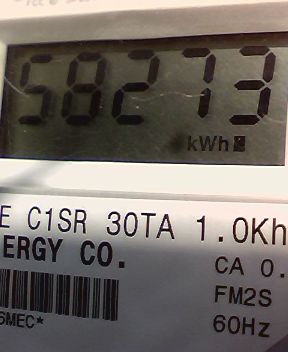 58273
kWh
E C1SR 30TA 1.0Kh
ERGY CO.
CA 0.
FM2S
6MEC*
60Hz